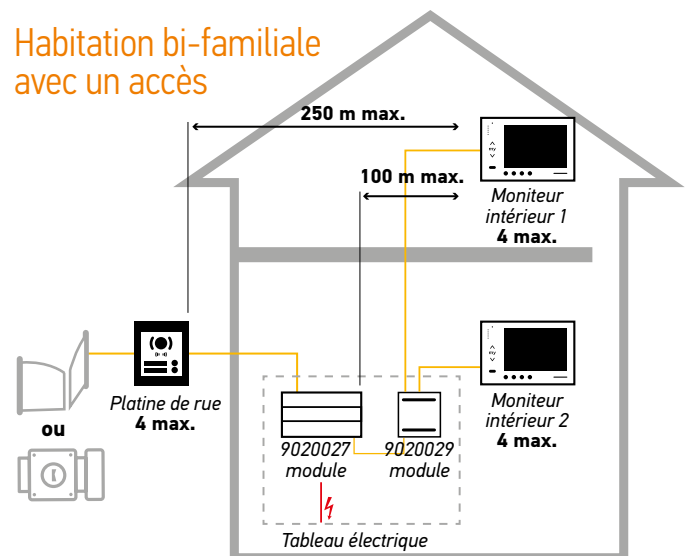 Habitation bi-familiale
avec un accès
250 m max.
100 m max.
Moniteur
intérieur 1
4 max.
Platine de rue
4 max.
ou
Moniteur
intérieur 2
4 max.
9020027
module
9020029
module
Tableau électrique